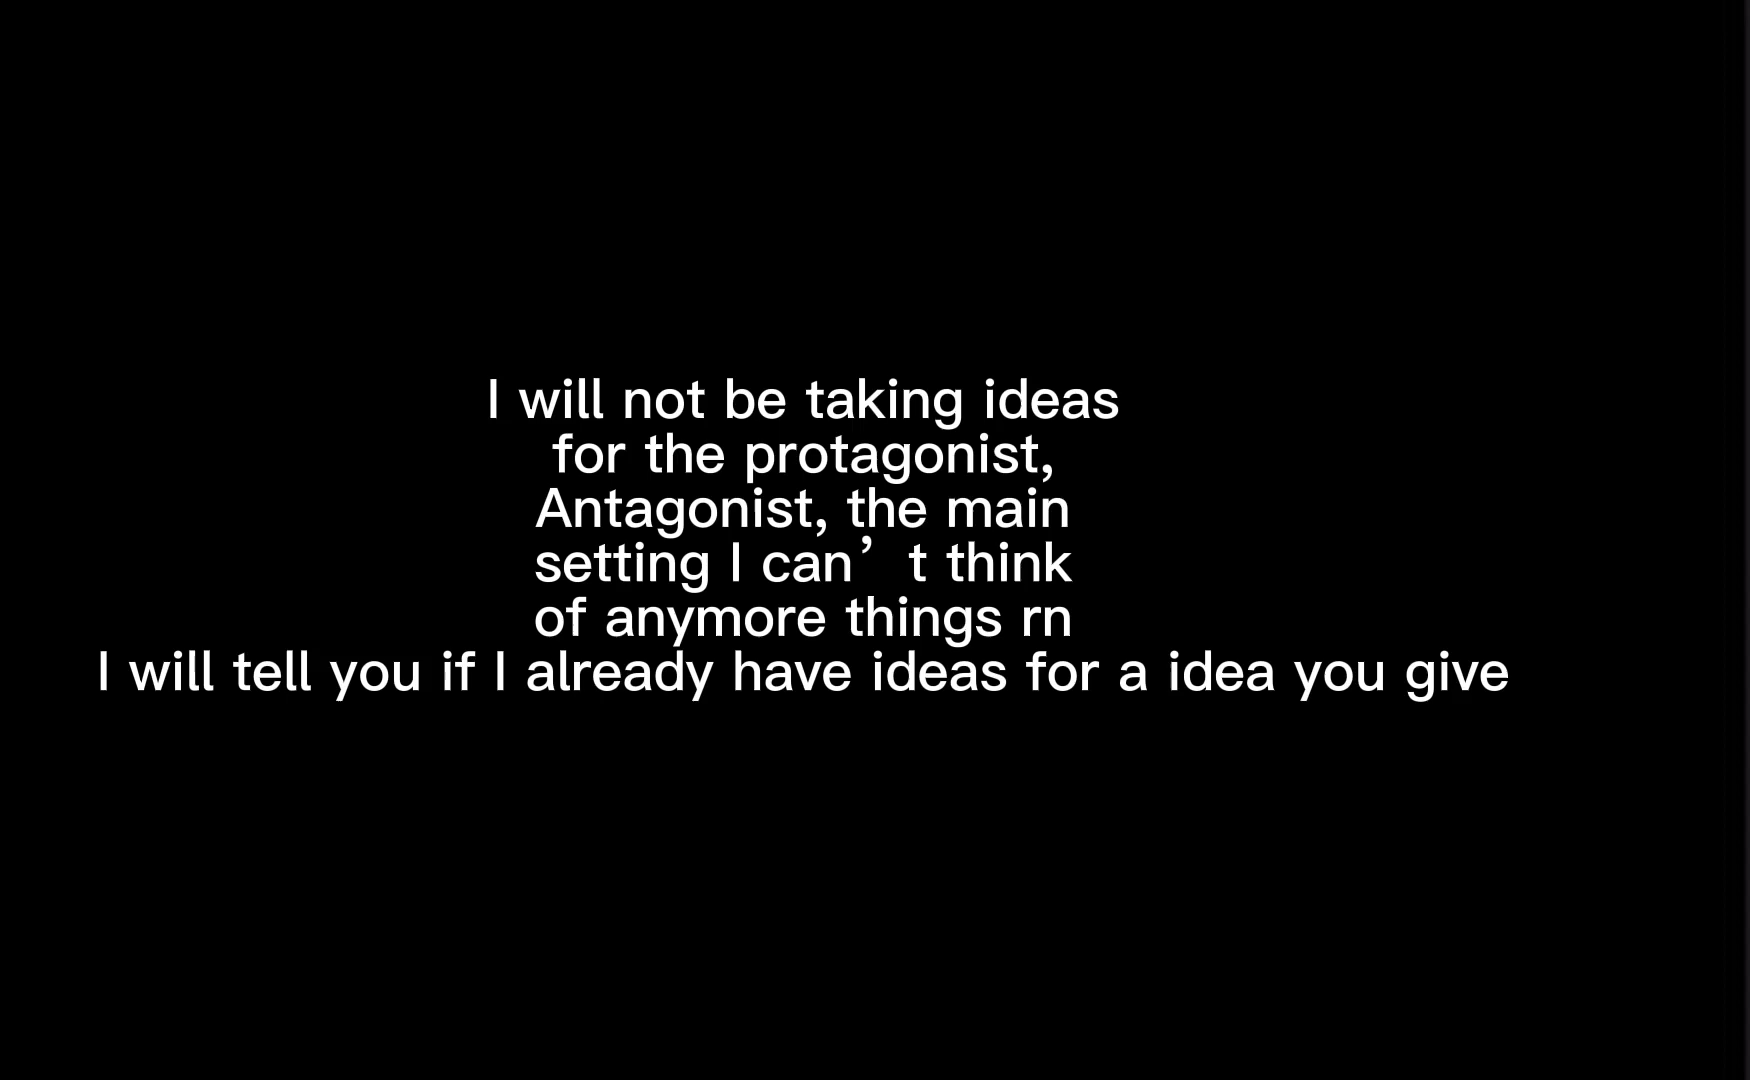 I will not be taking ideas
for the protagonist,
Antagonist, the main
setting I can’t think
of anymore things rn
I will tell you if I already have ideas for a idea you give